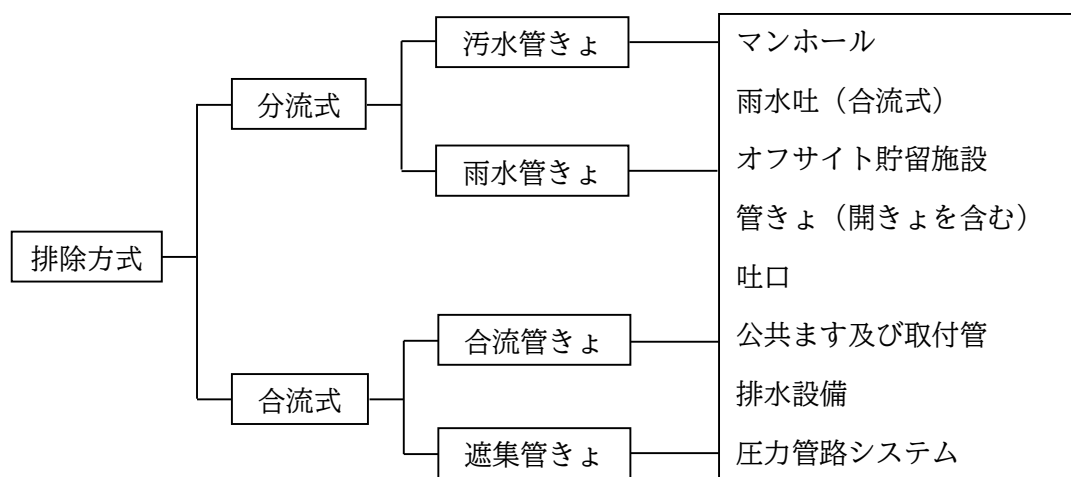 排除方式
分流式
合流式
汚水管きょ
雨水管きょ
合流管きょ
遮集管きょ
マンホール
雨水吐（合流式）
オフサイト貯留施設
管きょ（開きょを含む）
吐口
公共ます及び取付管
排水設備
圧力管路システム